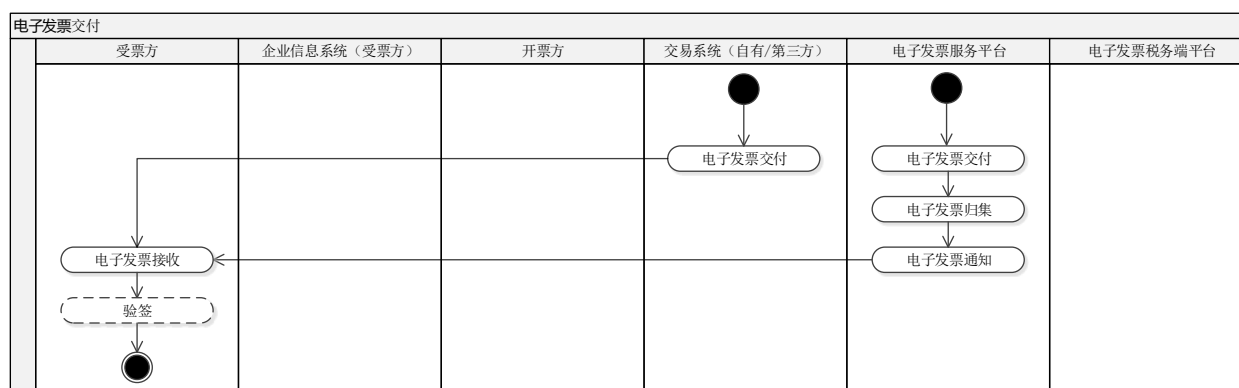 电子发票交付
受票方
企业信息系统（受票方）
开票方
交易系统（自有/第三方）
电子发票服务平台
电子发票税务端平台
电子发票交付
电子发票交付
电子发票归集
电子发票接收
电子发票通知
验签